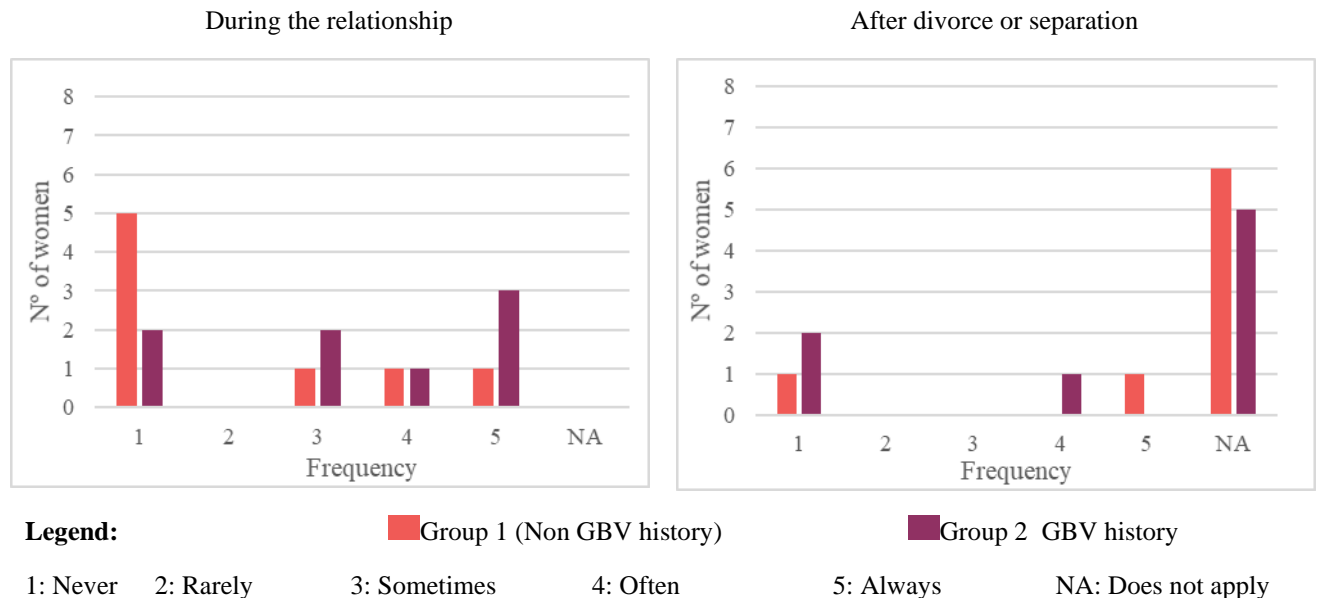 During the relationship
After divorce or separation
8
7
6
5
4
3
2
1
0
Nº of women
1 2 3 4 5 NA
Frequency
8
7
6
5
4
3
2
1
0
Nº of women
1 2 3 4 5 NA
Frequency
Legend: Group 1 (Non GBV history) Group 2 GBV history
1: Never 2: Rarely 3: Sometimes 4: Often 5: Always NA: Does not apply